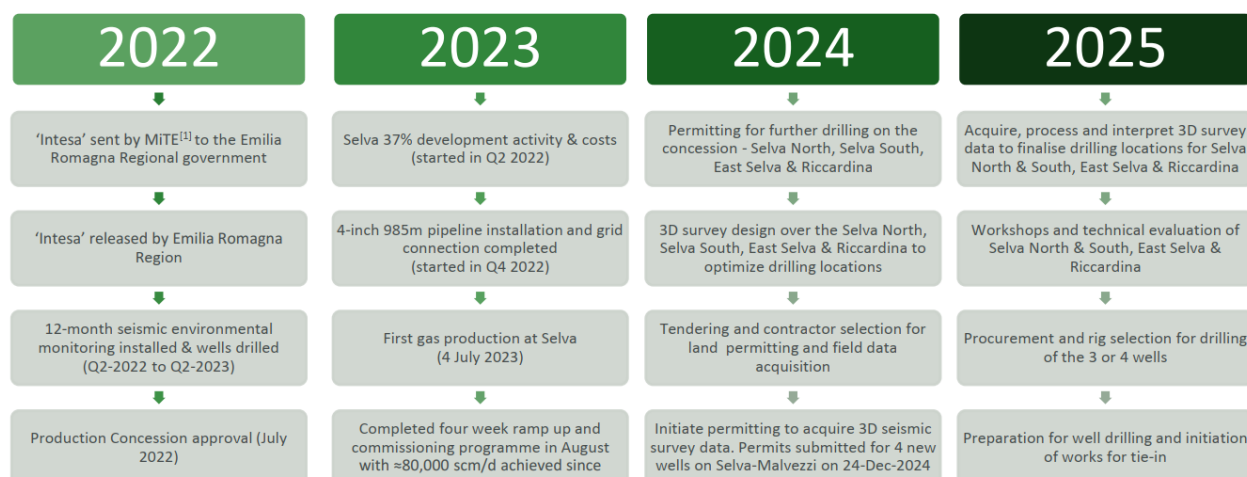 2022
'Intesa' sent by MiTE[1] to the Emilia
Romagna Regional government
'Intesa' released by Emilia Romagna
Region
12-month seismic environmental
monitoring installed & wells drilled
(Q2-2022 to Q2-2023)
Production Concession approval (July
2022)
2023
Selva 37% development activity & costs
(started in Q2 2022)
4-inch 985m pipeline installation and grid
connection completed
(started in Q4 2022)
First gas production at Selva
(4 July 2023)
Completed four week ramp up and
commissioning programme in August
with ≈80,000 scm/d achieved since
2024
Permitting for further drilling on the
concession - Selva North, Selva South,
East Selva & Riccardina
3D survey design over the Selva North,
Selva South, East Selva & Riccardina to
optimize drilling locations
Tendering and contractor selection for
land permitting and field data
acquisition
Initiate permitting to acquire 3D seismic
survey data. Permits submitted for 4 new
wells on Selva-Malvezzi on 24-Dec-2024
2025
Acquire, process and interpret 3D survey
data to finalise drilling locations for Selva
North & South, East Selva & Riccardina
Workshops and technical evaluation of
Selva North & South, East Selva &
Riccardina
Procurement and rig selection for drilling
of the 3 or 4 wells
Preparation for well drilling and initiation
of works for tie-in